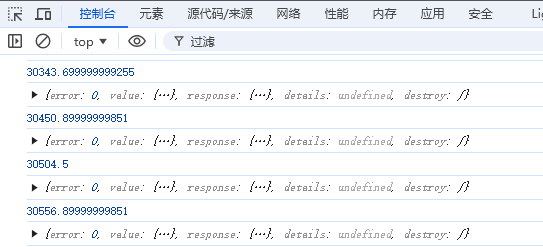 控制台 元素 源代码/来源 网络 性能 内存 应用 安全
top 过滤
30343.699999999255
{error: 0, value: {…}, response: {…}, details: undefined, destroy: ƒ}
30450.89999999851
{error: 0, value: {…}, response: {…}, details: undefined, destroy: ƒ}
30504.5
{error: 0, value: {…}, response: {…}, details: undefined, destroy: ƒ}
30556.89999999851
{error: 0, value: {…}, response: {…}, details: undefined, destroy: ƒ}